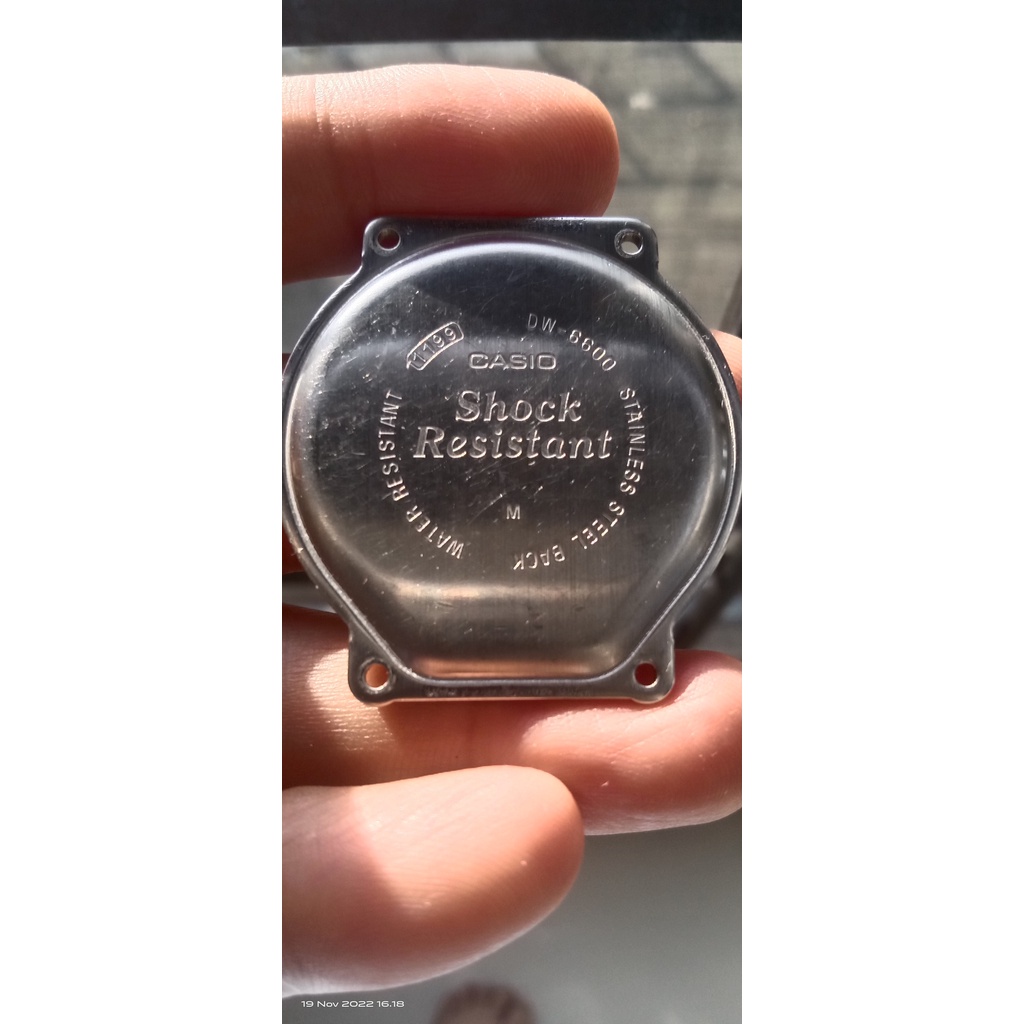 1199
DW-6600
CASIO
Shock
Resistant
M
WATER RESISTANT
STAINLESS STEEL BACK
19 Nov 2022 16.18